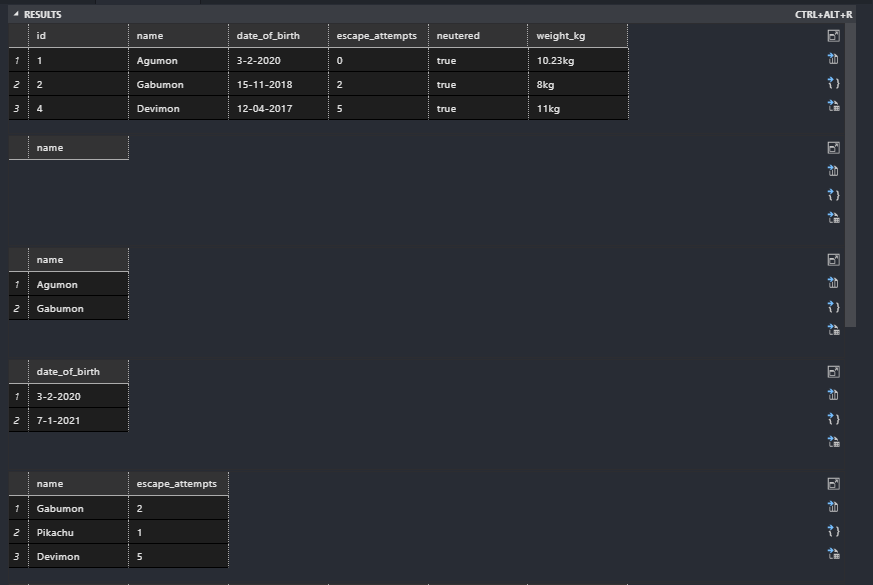 RESULTS CTRL+ALT+R
id name date_of_birth escape_attempts neutered weight_kg
1 1 Agumon 3-2-2020 0 true 10.23kg
2 2 Gabumon 15-11-2018 2 true 8kg
3 4 Devimon 12-04-2017 5 true 11kg
name
name
1 Agumon
2 Gabumon
date_of_birth
1 3-2-2020
2 7-1-2021
name escape_attempts
1 Gabumon 2
2 Pikachu 1
3 Devimon 5